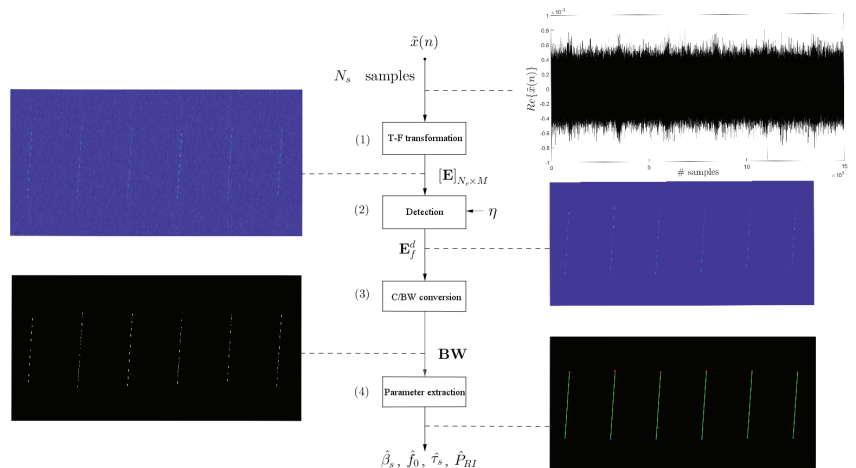 x̃(n)
N_s samples
(1) T-F transformation
[E]_{N_v×M}
(2) Detection
η
E_f^d
(3) C/BW conversion
BW
(4) Parameter extraction
β̂_s, f̂_0, τ̂_s, P̂_{RI}
×10^{-3}
1
0.8
0.6
0.4
0.2
0
-0.2
-0.4
-0.6
-0.8
-1
Re{x̃(n)}
0 5 10 15
×10^5
# samples